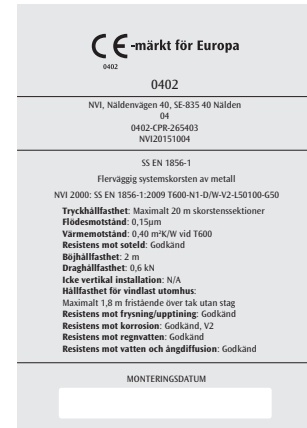 CE-märkt för Europa
0402
0402
NVI, Näldenvägen 40, SE-835 40 Nälden
04
0402-CPR-265403
NVI20151004
SS EN 1856-1
Flerväggig systemskorsten av metall
NVI 2000: SS EN 1856-1:2009 T600-N1-D/W-V2-L50100-G50
Tryckhållfasthet: Maximalt 20 m skorstenssektioner
Flödesmotstånd: 0,15µm
Värmemotstånd: 0,40 m²K/W vid T600
Resistens mot soteld: Godkänd
Böjhållfasthet: 2 m
Draghållfasthet: 0,6 kN
Icke vertikal installation: N/A
Hållfasthet för vindlast utomhus:
Maximalt 1,8 m fristående över tak utan stag
Resistens mot frysning/upptining: Godkänd
Resistens mot korrosion: Godkänd, V2
Resistens mot regnvatten: Godkänd
Resistens mot vatten och ångdiffusion: Godkänd
MONTERINGSDATUM